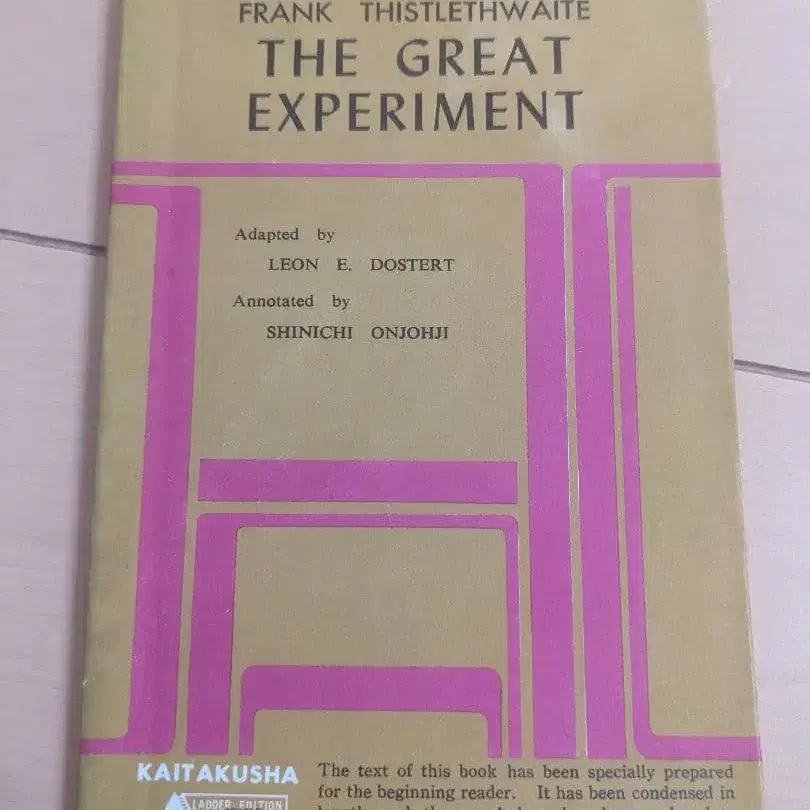 FRANK THISTLETHWAITE
THE GREAT
EXPERIMENT
Adapted by
LEON E. DOSTERT
Annotated by
SHINICHI ONJOHJI
KAITAKUSHA
LADDER EDITION
The text of this book has been specially prepared
for the beginning reader. It has been condensed in